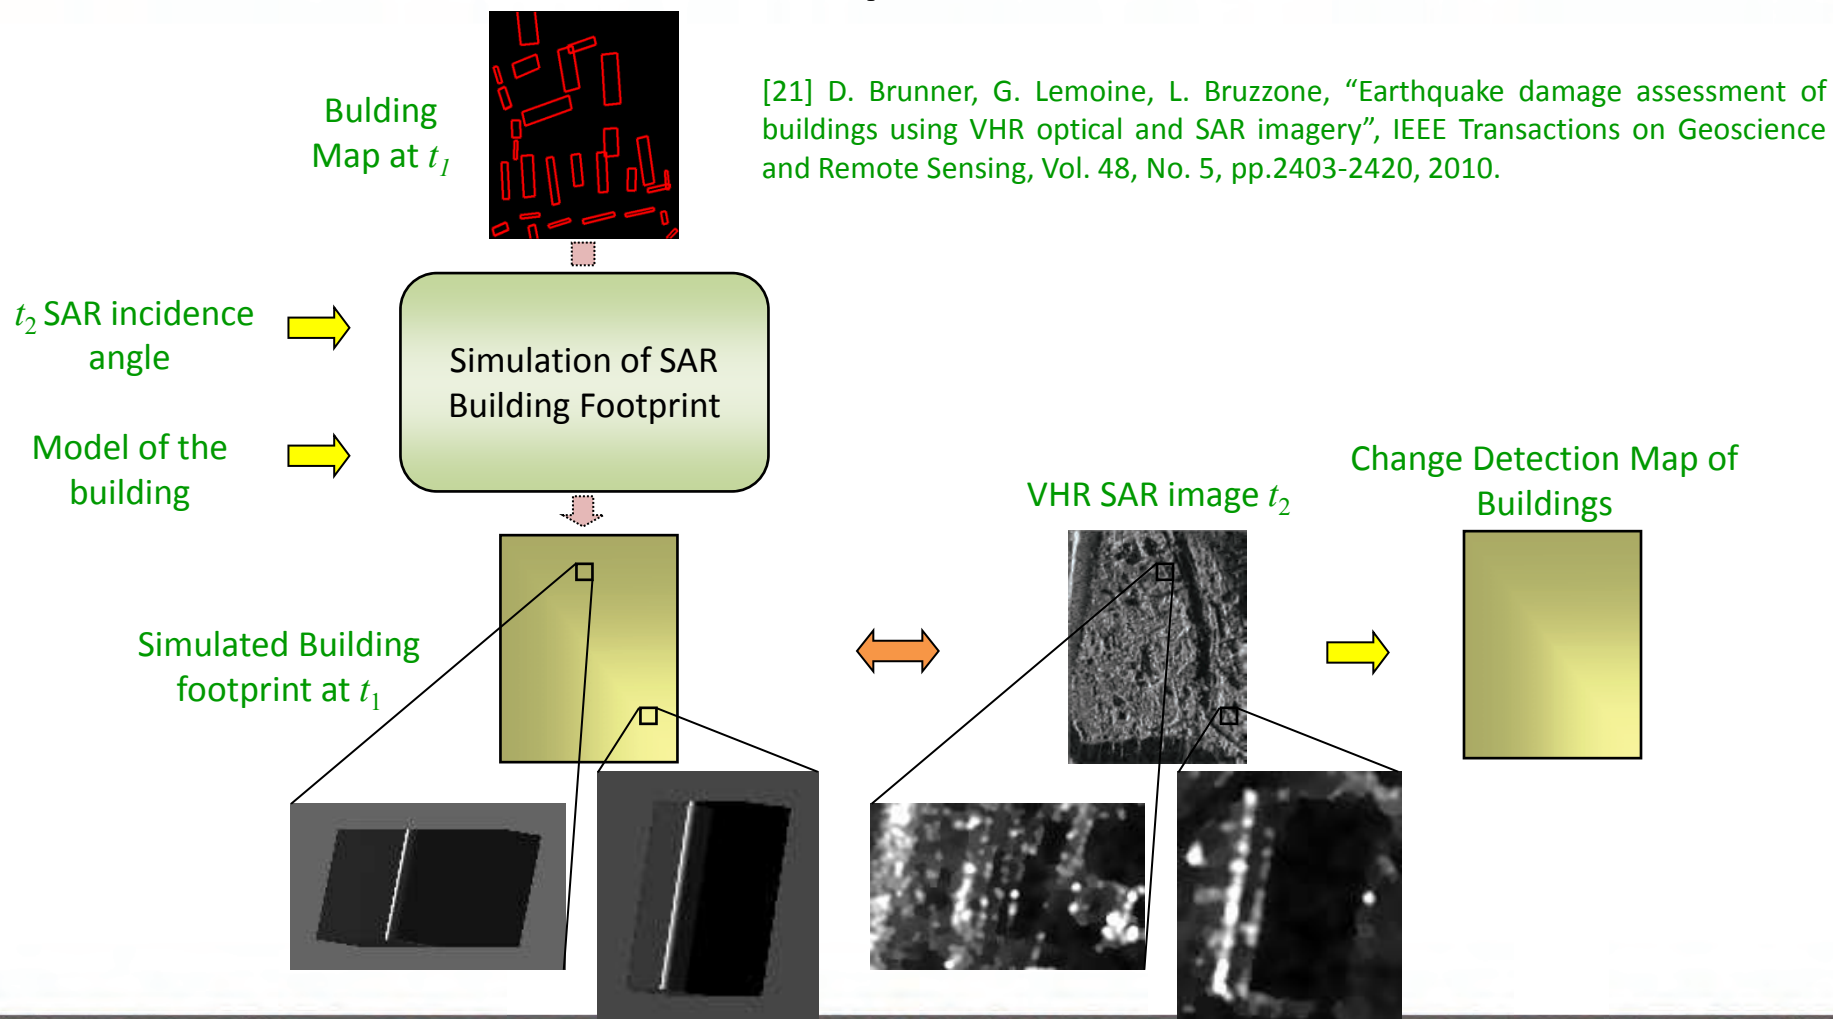 Bulding
Map at t1
[21] D. Brunner, G. Lemoine, L. Bruzzone, “Earthquake damage assessment of
buildings using VHR optical and SAR imagery”, IEEE Transactions on Geoscience
and Remote Sensing, Vol. 48, No. 5, pp.2403-2420, 2010.
t2 SAR incidence
angle
Simulation of SAR
Building Footprint
Model of the
building
VHR SAR image t2
Change Detection Map of
Buildings
Simulated Building
footprint at t1